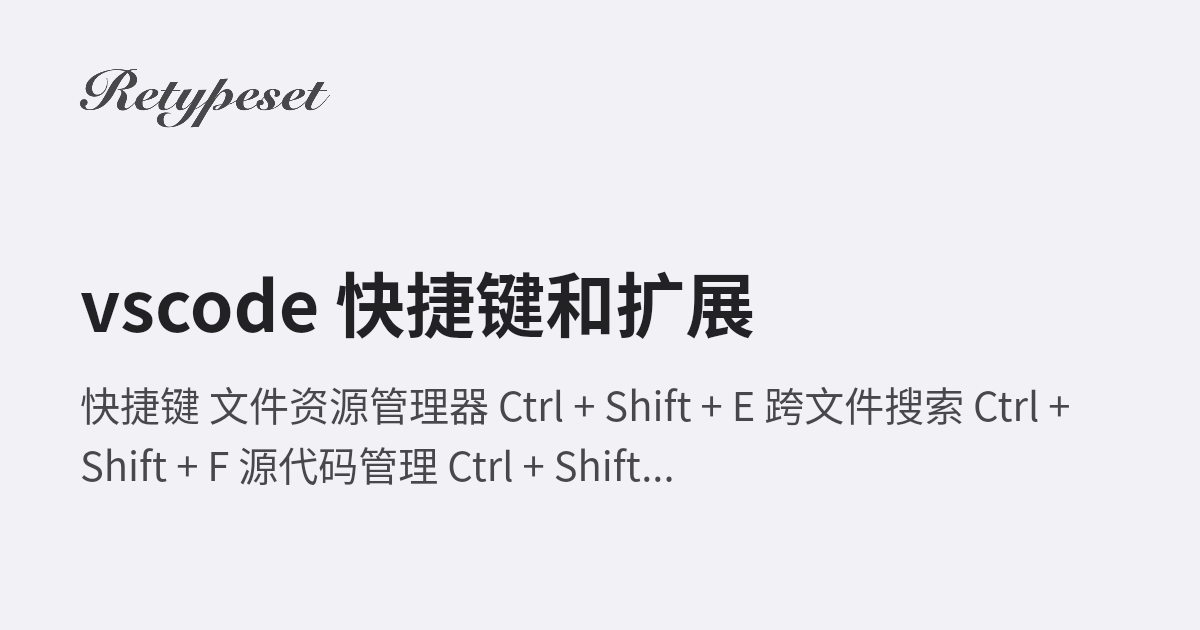 Retypeset
vscode 快捷键和扩展
快捷键 文件资源管理器 Ctrl + Shift + E 跨文件搜索 Ctrl +
Shift + F 源代码管理 Ctrl + Shift...